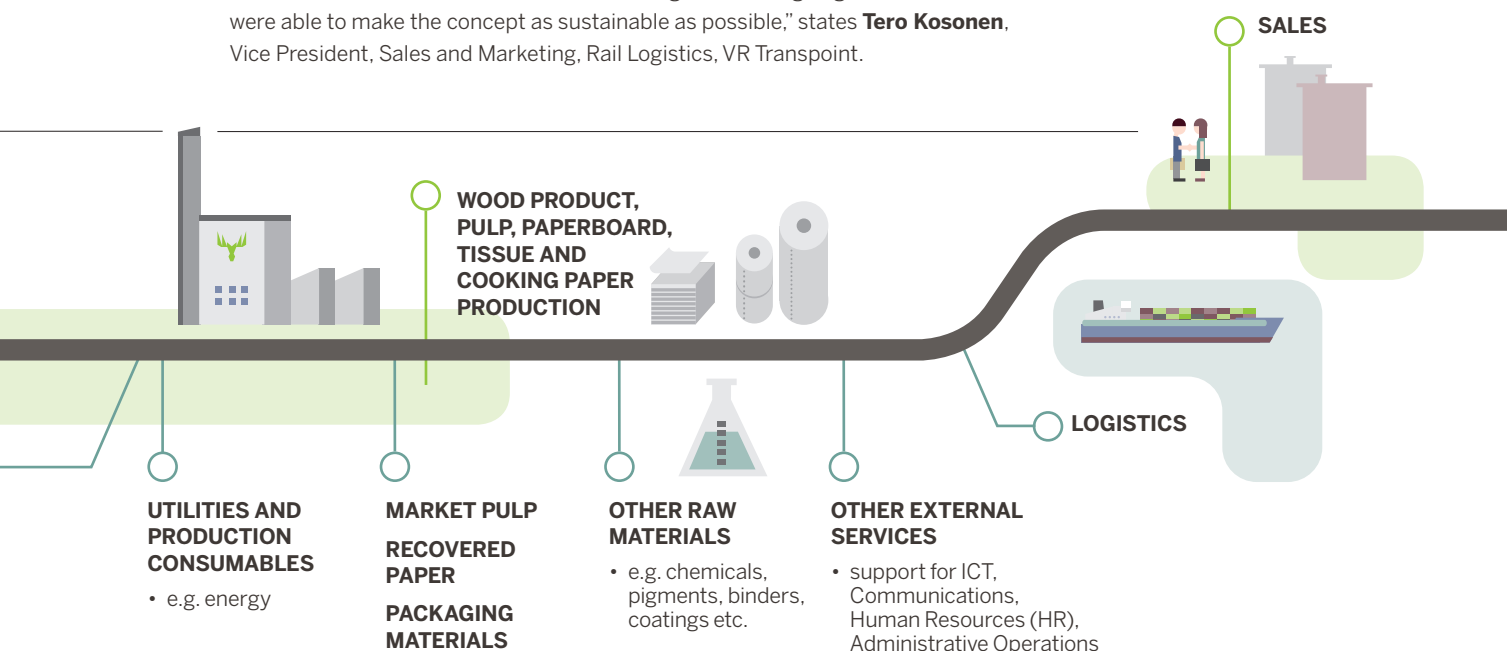 were able to make the concept as sustainable as possible,” states Tero Kosonen,
Vice President, Sales and Marketing, Rail Logistics, VR Transpoint.
SALES
WOOD PRODUCT,
PULP, PAPERBOARD,
TISSUE AND
COOKING PAPER
PRODUCTION
LOGISTICS
UTILITIES AND
PRODUCTION
CONSUMABLES
• e.g. energy
MARKET PULP
RECOVERED
PAPER
PACKAGING
MATERIALS
OTHER RAW
MATERIALS
• e.g. chemicals,
pigments, binders,
coatings etc.
OTHER EXTERNAL
SERVICES
• support for ICT,
Communications,
Human Resources (HR),
Administrative Operations